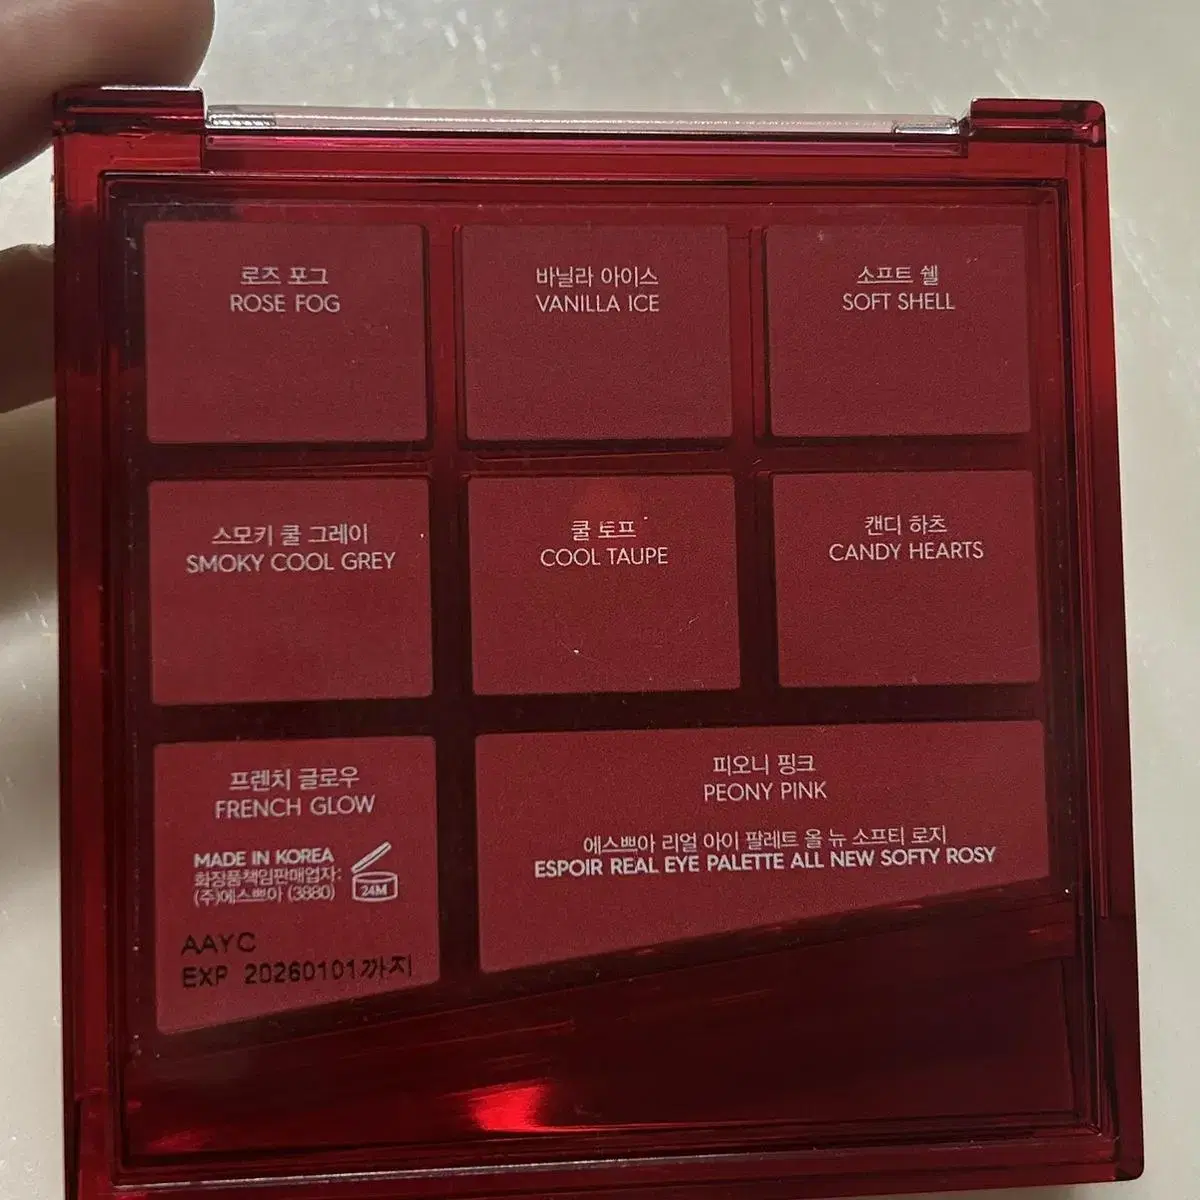 로즈 포그
ROSE FOG
바닐라 아이스
VANILLA ICE
소프트 쉘
SOFT SHELL
스모키 쿨 그레이
SMOKY COOL GREY
쿨 토프
COOL TAUPE
캔디 하츠
CANDY HEARTS
프렌치 글로우
FRENCH GLOW
MADE IN KOREA
화장품책임판매업자:
(주)에스쁘아 (3880)
24M
AAYC
EXP 20260101까지
피오니 핑크
PEONY PINK
에스쁘아 리얼 아이 팔레트 올 뉴 소프티 로지
ESPOIR REAL EYE PALETTE ALL NEW SOFTY ROSY